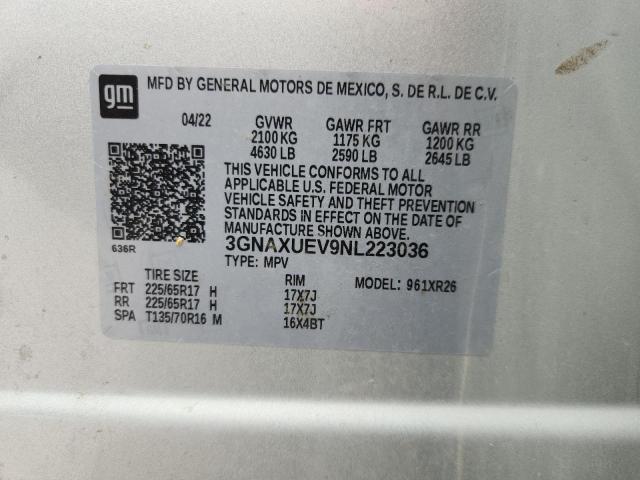 gm
MFD BY GENERAL MOTORS DE MEXICO, S. DE R.L. DE C.V.
04/22 GVWR GAWR FRT GAWR RR
2100 KG 1175 KG 1200 KG
4630 LB 2590 LB 2645 LB
THIS VEHICLE CONFORMS TO ALL
APPLICABLE U.S. FEDERAL MOTOR
VEHICLE SAFETY AND THEFT PREVENTION
STANDARDS IN EFFECT ON THE DATE OF
MANUFACTURE SHOWN ABOVE.
636R
3GNAXUEV9NL223036
TYPE: MPV
TIRE SIZE RIM MODEL: 961XR26
FRT 225/65R17 H 17X7J
RR 225/65R17 H 17X7J
SPA T135/70R16 M 16X4BT